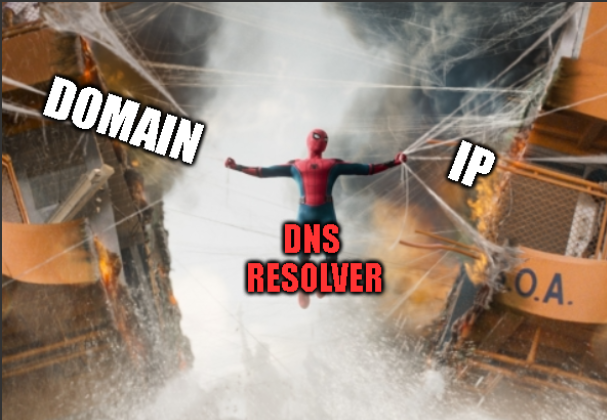 DOMAIN
IP
DNS
RESOLVER
.O.A.